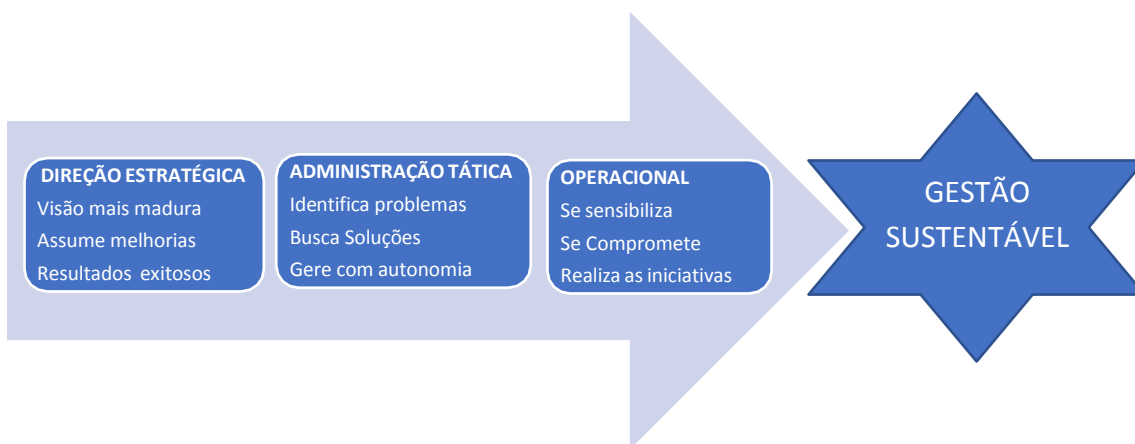 DIREÇÃO ESTRATÉGICA
Visão mais madura
Assume melhorias
Resultados exitosos
ADMINISTRAÇÃO TÁTICA
Identifica problemas
Busca Soluções
Gere com autonomia
OPERACIONAL
Se sensibiliza
Se Compromete
Realiza as iniciativas
GESTÃO
SUSTENTÁVEL